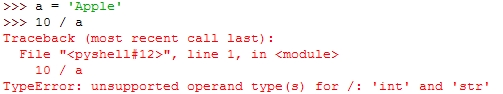 >>> a = 'Apple'
>>> 10 / a
Traceback (most recent call last):
  File "<pyshell#12>", line 1, in <module>
    10 / a
TypeError: unsupported operand type(s) for /: 'int' and 'str'